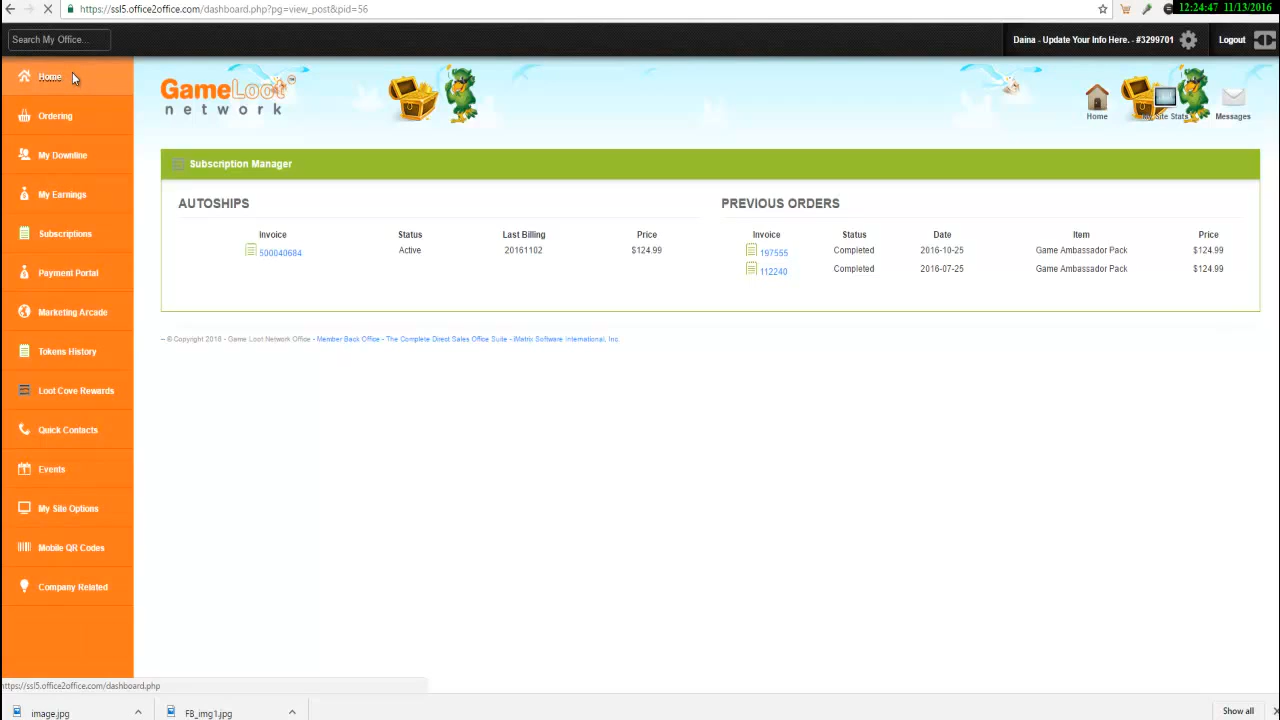 https://ssl5.office2office.com/dashboard.php?pg=view_post&pid=56
12:24:47 11/13/2016
Search My Office...
Daina - Update Your Info Here. - #3299701
Logout
Home
Ordering
My Downline
My Earnings
Subscriptions
Payment Portal
Marketing Arcade
Tokens History
Loot Cove Rewards
Quick Contacts
Events
My Site Options
Mobile QR Codes
Company Related
GameLoot
network
Home
My Site Stats
Messages
Subscription Manager
AUTOSHIPS
Invoice Status Last Billing Price
500040684 Active 20161102 $124.99
PREVIOUS ORDERS
Invoice Status Date Item Price
197555 Completed 2016-10-25 Game Ambassador Pack $124.99
112240 Completed 2016-07-25 Game Ambassador Pack $124.99
-- © Copyright 2016 - Game Loot Network Office - Member Back Office - The Complete Direct Sales Office Suite - iMatrix Software International, Inc.
https://ssl5.office2office.com/dashboard.php
image.jpg
FB_img1.jpg
Show all